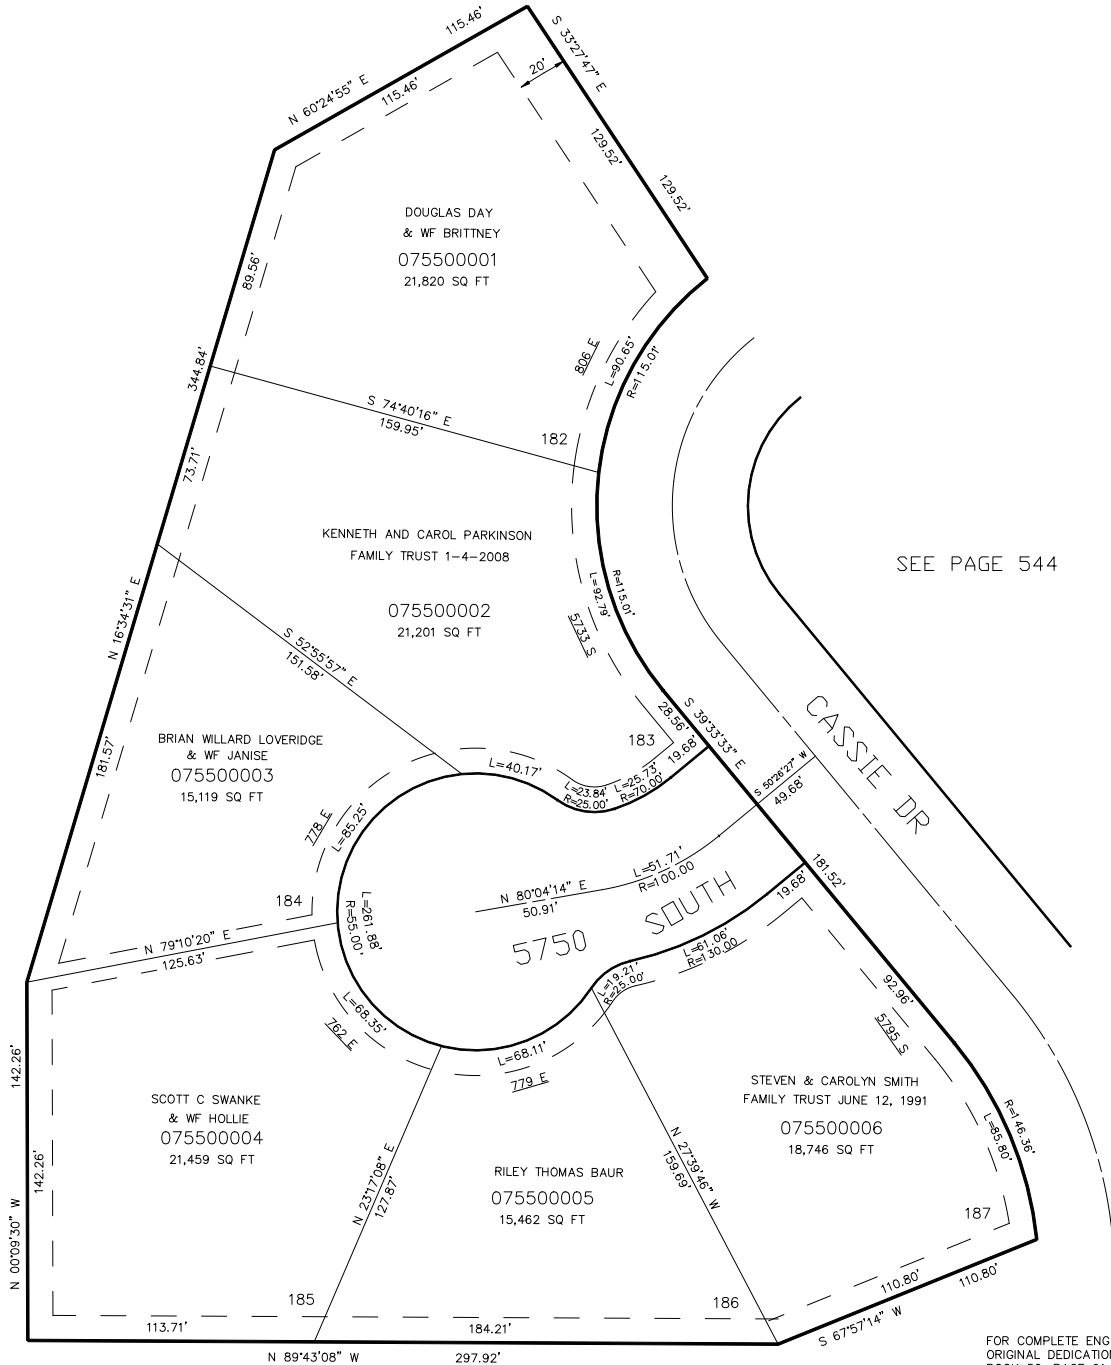 115.46'
S 33°27'47" E
20'
N 60°24'55" E
115.46'
129.52'
129.52'
DOUGLAS DAY
& WF BRITTNEY
075500001
21,820 SQ FT
89.56'
806 E
L=90.65'
R=115.01'
344.84'
S 74°40'16" E
159.95'
182
73.71'
KENNETH AND CAROL PARKINSON
FAMILY TRUST 1-4-2008
075500002
21,201 SQ FT
SEE PAGE 544
L=92.79'
R=115.01'
5733 S
N 16°34'31" E
S 52°55'57" E
151.58'
28.56'
S 39°33'33" E
CASSIE DR
183
19.68'
BRIAN WILLARD LOVERIDGE
& WF JANISE
075500003
15,119 SQ FT
181.57'
L=40.17'
L=23.84'
R=25.00'
L=25.73'
R=70.00'
S 50°26'27" W
49.68'
778 E
L=85.25'
L=51.71'
R=100.00
N 80°04'14" E
50.91'
5750 SOUTH
181.52'
19.68'
184
L=261.88'
R=55.00'
N 79°10'20" E
125.63'
L=61.06'
R=130.00
L=19.21'
R=25.00'
92.96'
5795 S
L=68.35'
762 E
L=68.11'
779 E
142.26'
142.26'
N 00°09'30" W
SCOTT C SWANKE
& WF HOLLIE
075500004
21,459 SQ FT
STEVEN & CAROLYN SMITH
FAMILY TRUST JUNE 12, 1991
075500006
18,746 SQ FT
R=146.36'
L=85.80'
N 23°17'08" E
127.87'
RILEY THOMAS BAUR
075500005
15,462 SQ FT
N 27°39'46" W
159.69'
187
185
186
110.80'
110.80'
S 67°57'14" W
113.71'
184.21'
N 89°43'08" W
297.92'
FOR COMPLETE ENG
ORIGINAL DEDICATION